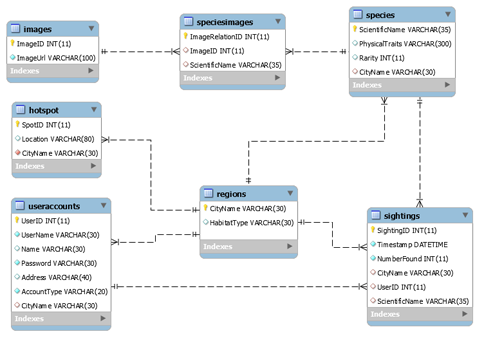 images
ImageID INT(11)
ImageUrl VARCHAR(100)
Indexes
speciesimages
ImageRelationID INT(11)
ImageID INT(11)
ScientificName VARCHAR(35)
Indexes
species
ScientificName VARCHAR(35)
PhysicalTraits VARCHAR(300)
Rarity INT(11)
CityName VARCHAR(30)
Indexes
hotspot
SpotID INT(11)
Location VARCHAR(80)
CityName VARCHAR(30)
Indexes
useraccounts
UserID INT(11)
UserName VARCHAR(30)
Name VARCHAR(30)
Password VARCHAR(30)
Address VARCHAR(40)
AccountType VARCHAR(20)
CityName VARCHAR(30)
Indexes
regions
CityName VARCHAR(30)
HabitatType VARCHAR(30)
Indexes
sightings
SightingID INT(11)
Timestamp DATETIME
NumberFound INT(11)
CityName VARCHAR(30)
UserID INT(11)
ScientificName VARCHAR(35)
Indexes